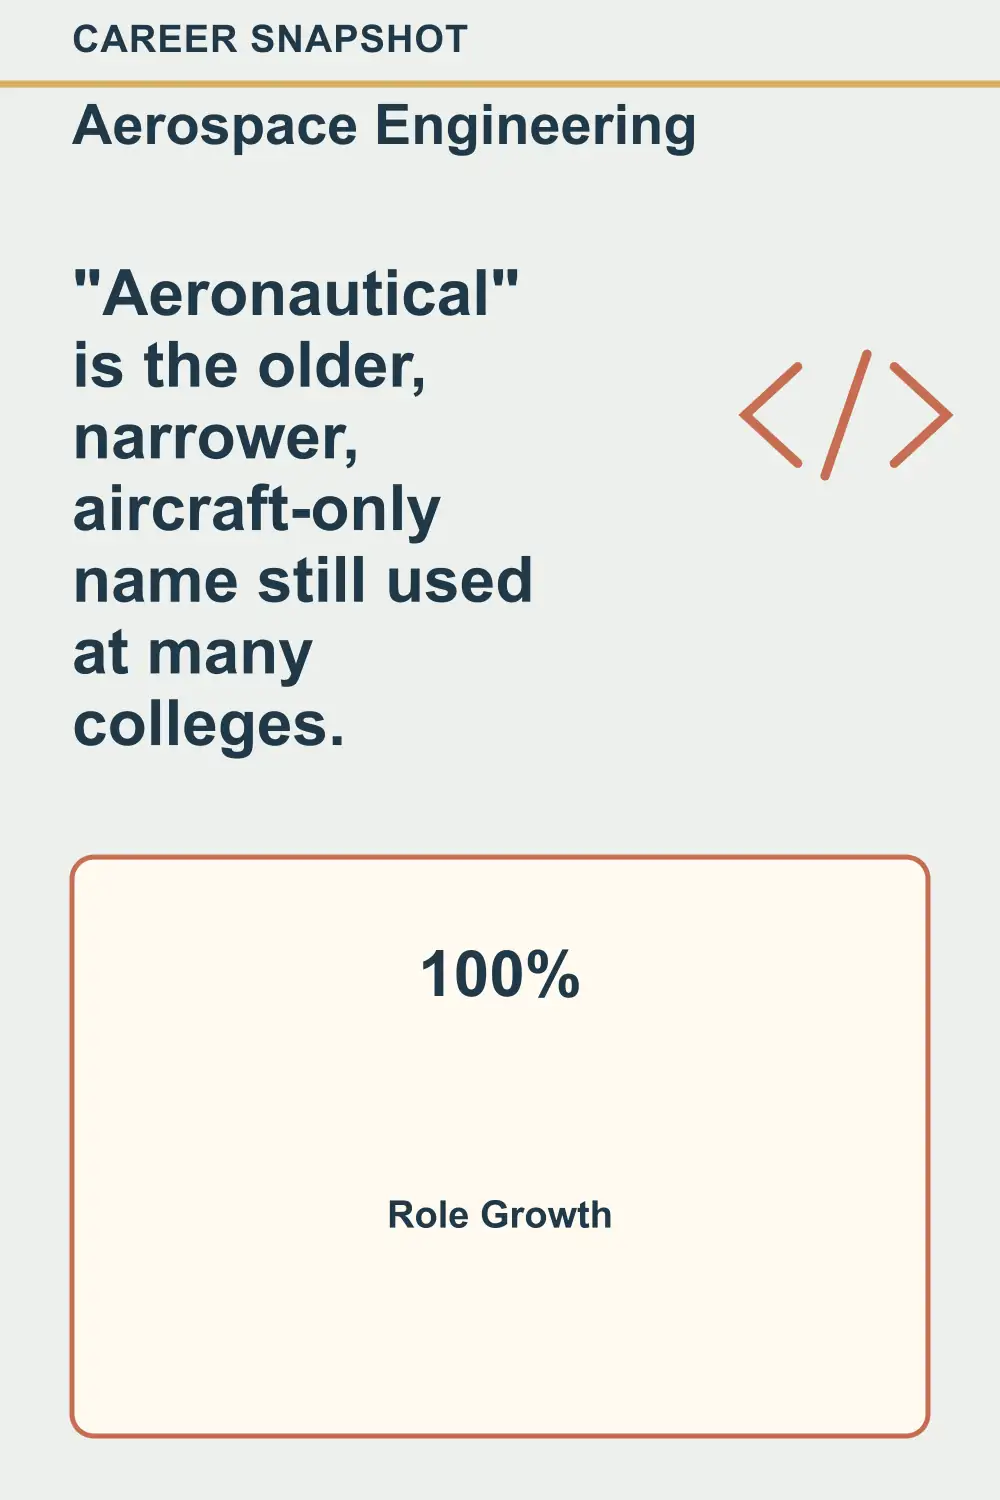 CAREER SNAPSHOT
Aerospace Engineering
"Aeronautical"
is the older,
narrower,
aircraft-only
name still used
at many
colleges.
100%
Role Growth